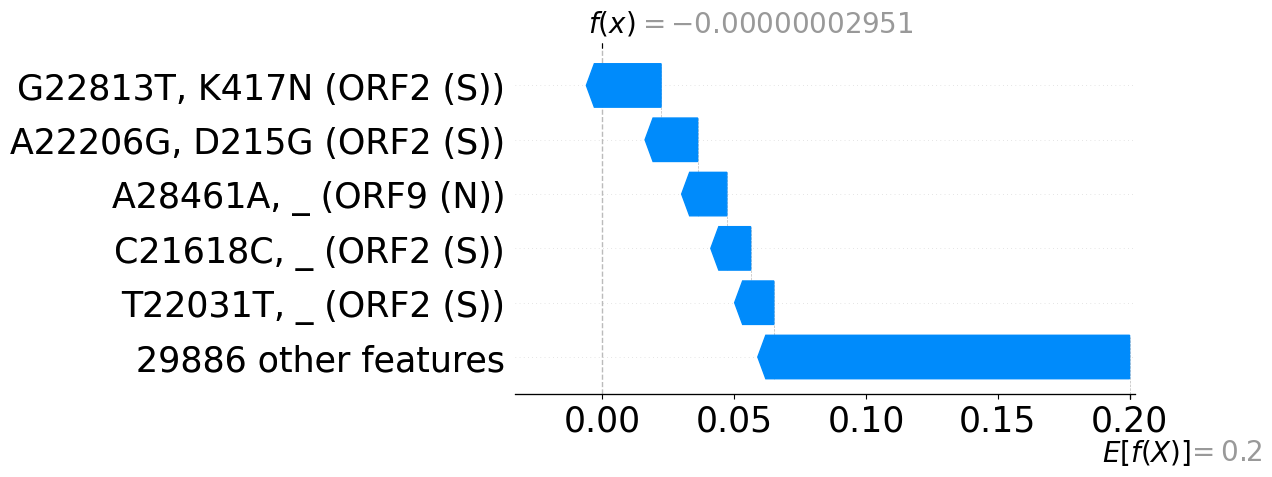 f(x) = −0.00000002951
G22813T, K417N (ORF2 (S))
A22206G, D215G (ORF2 (S))
A28461A, _ (ORF9 (N))
C21618C, _ (ORF2 (S))
T22031T, _ (ORF2 (S))
29886 other features
0.00 0.05 0.10 0.15 0.20
E[f(X)] = 0.2